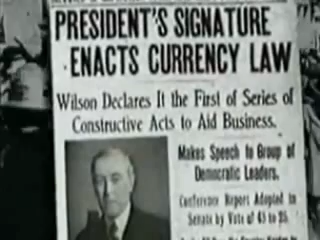 PRESIDENT'S SIGNATURE
ENACTS CURRENCY LAW
Wilson Declares It the First of Series of
Constructive Acts to Aid Business.
Makes Speech to Group of
Democratic Leaders.
Conference Report Adopted in
Senate by Vote of 43 to 25.